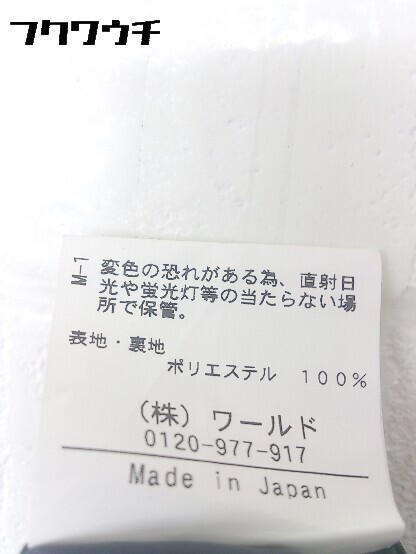 フクワウチ
M-1
変色の恐れがある為、直射日
光や蛍光灯等の当たらない場
所で保管。
表地・裏地
ポリエステル 100%
(株) ワールド
0120-977-917
Made in Japan